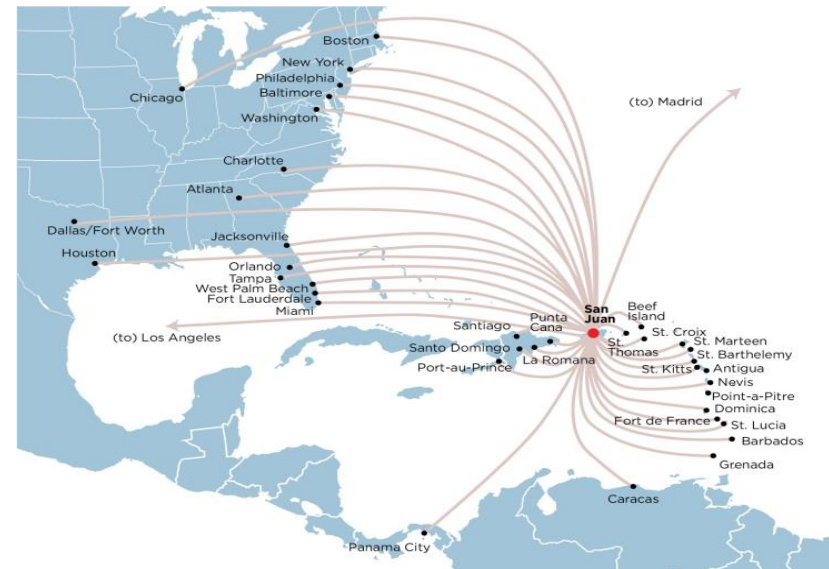 Boston
New York
Philadelphia
Baltimore
Chicago
Washington
(to) Madrid
Charlotte
Atlanta
Dallas/Fort Worth
Jacksonville
Houston
Orlando
Tampa
West Palm Beach
Fort Lauderdale
Miami
(to) Los Angeles
San
Juan
Beef
Island
Punta
Cana
Santiago
St. Croix
St.
Thomas
St. Marteen
Santo Domingo
La Romana
St. Barthelemy
Port-au-Prince
St. Kitts
Antigua
Nevis
Point-a-Pitre
Dominica
Fort de France
St. Lucia
Barbados
Grenada
Caracas
Panama City